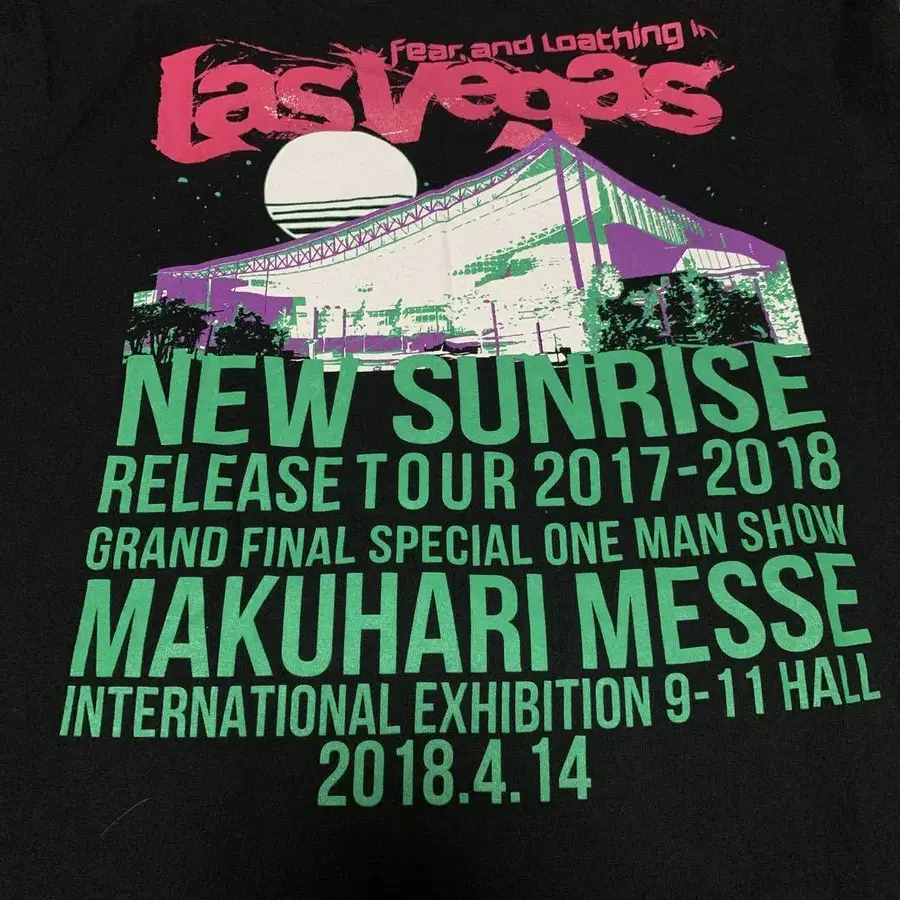 Fear, and Loathing in
Las Vegas
NEW SUNRISE
RELEASE TOUR 2017-2018
GRAND FINAL SPECIAL ONE MAN SHOW
MAKUHARI MESSE
INTERNATIONAL EXHIBITION 9-11 HALL
2018.4.14